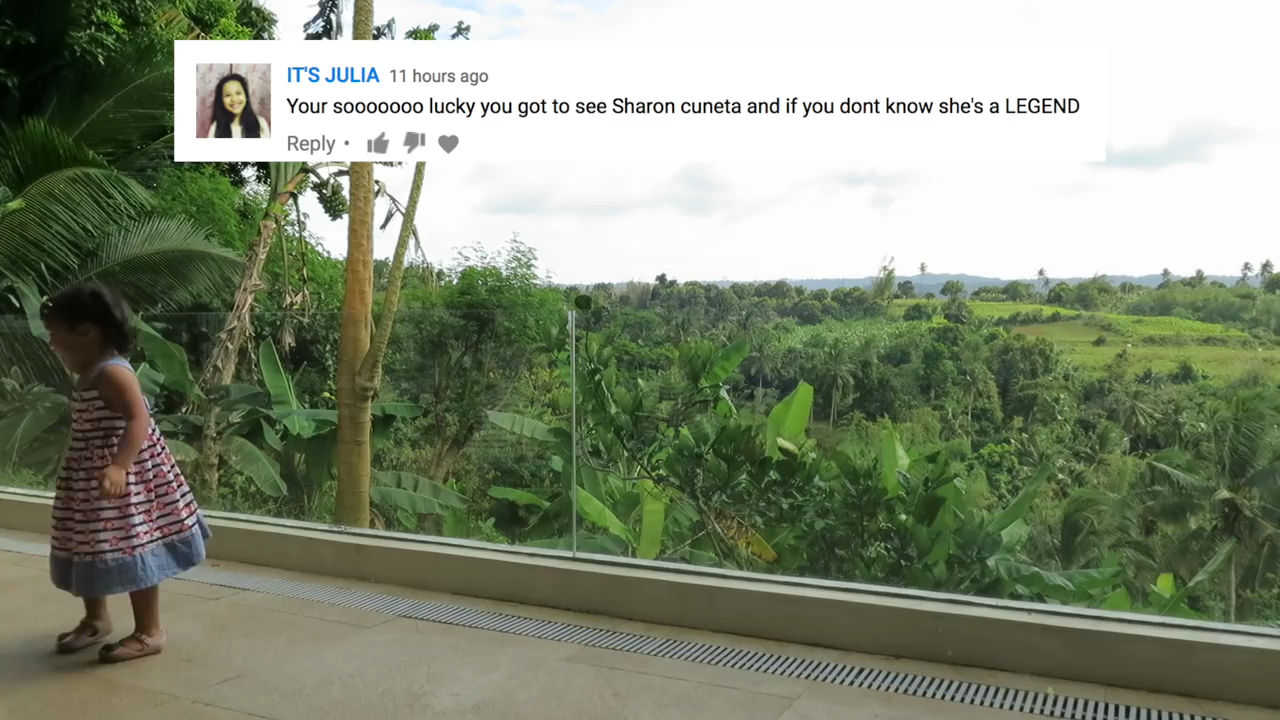 IT'S JULIA 11 hours ago
Your sooooooo lucky you got to see Sharon cuneta and if you dont know she's a LEGEND
Reply •